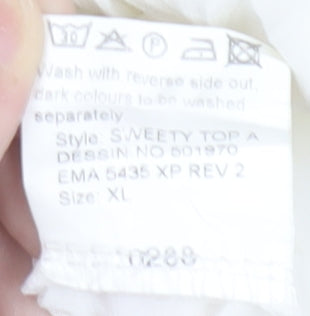 30
P
Wash with reverse side out,
dark colours to be washed
separately
Style: SWEETY TOP A
DESSIN NO 501970
EMA 5435 XP REV 2
Size: XL